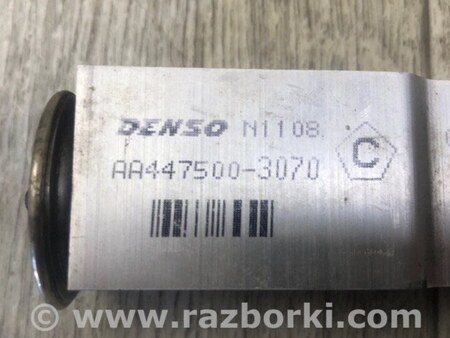 DENSO N1108
AA447500-3070 C
© www.razborki.com